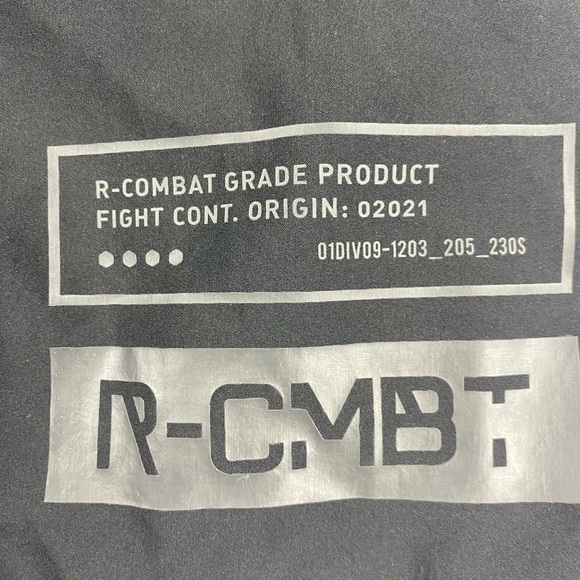 R-COMBAT GRADE PRODUCT
FIGHT CONT. ORIGIN: 02021
01DIV09-1203_205_230S
R-CMBT